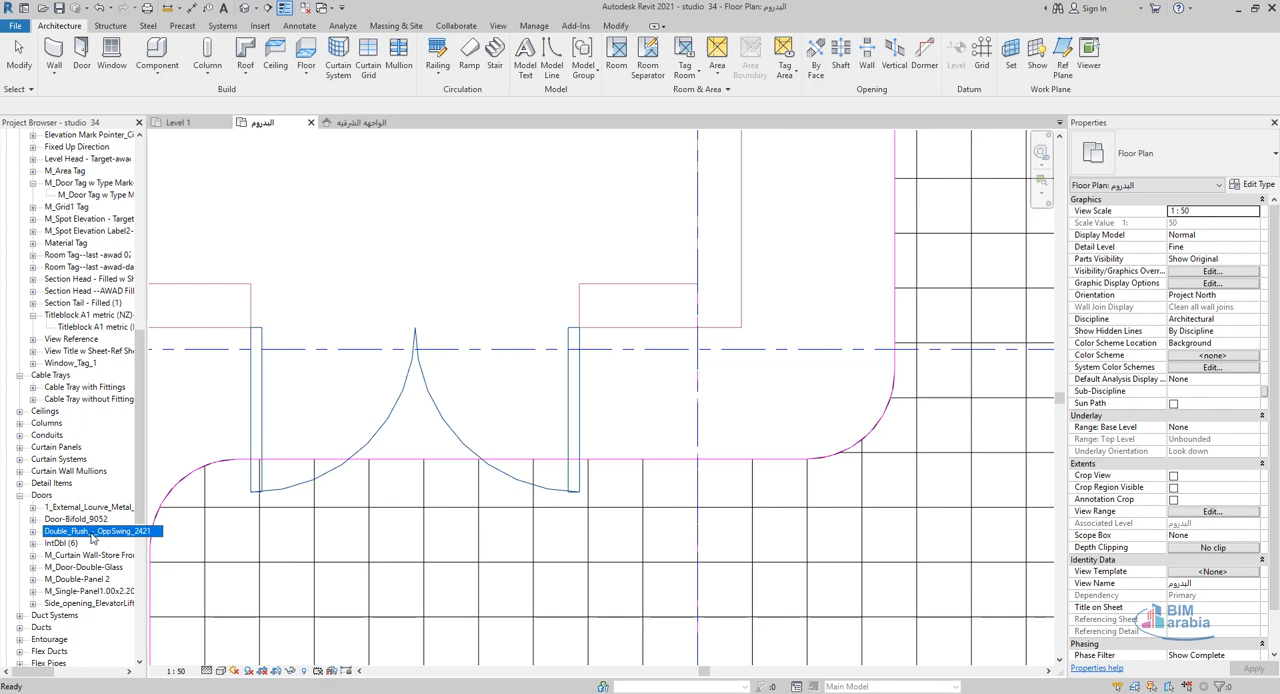 Autodesk Revit 2021 - studio 34 - Floor Plan: البدروم
Sign In
File Architecture Structure Steel Precast Systems Insert Annotate Analyze Massing & Site Collaborate View Manage Add-Ins Modify
Modify Wall Door Window Component Column Roof Ceiling Floor Curtain System Curtain Grid Mullion Railing Ramp Stair Model Text Model Line Model Group Room Room Separator Tag Room Area Area Boundary Tag Area By Face Shaft Wall Vertical Dormer Level Grid Set Show Ref Plane Viewer
Select Build Circulation Model Room & Area Opening Datum Work Plane
Project Browser - studio 34
Level 1 البدروم الواجهه الشرقيه
Elevation Mark Pointer_Ci
Fixed Up Direction
Level Head - Target-awad
M_Area Tag
M_Door Tag w Type Mark-
M_Door Tag w Type M
M_Grid1 Tag
M_Spot Elevation - Target
M_Spot Elevation Label2-
Material Tag
Room Tag--last -awad 02
Room Tag--last -awad-da
Section Head - Filled w Sh
Section Head --AWAD Fil
Section Tail - Filled (1)
Titleblock A1 metric (NZ)-
Titleblock A1 metric (
View Reference
View Title w Sheet-Ref Sh
Window_Tag_1
Cable Trays
Cable Tray with Fittings
Cable Tray without Fitting
Ceilings
Columns
Conduits
Curtain Panels
Curtain Systems
Curtain Wall Mullions
Detail Items
Doors
1_External_Lourve_Metal_
Door-Bifold_9052
Double_Flush_-_OppSwing_2421
IntDbl (6)
M_Curtain Wall-Store Fro
M_Door-Double-Glass
M_Double-Panel 2
M_Single-Panel1.00x2.20
Side_opening_ElevatorLift
Duct Systems
Ducts
Entourage
Flex Ducts
Flex Pipes
Properties
Floor Plan
Floor Plan: البدروم Edit Type
Graphics
View Scale 1 : 50
Scale Value 1: 50
Display Model Normal
Detail Level Fine
Parts Visibility Show Original
Visibility/Graphics Overr... Edit...
Graphic Display Options Edit...
Orientation Project North
Wall Join Display Clean all wall joins
Discipline Architectural
Show Hidden Lines By Discipline
Color Scheme Location Background
Color Scheme <none>
System Color Schemes Edit...
Default Analysis Display ... None
Sub-Discipline
Sun Path
Underlay
Range: Base Level None
Range: Top Level Unbounded
Underlay Orientation Look down
Extents
Crop View
Crop Region Visible
Annotation Crop
View Range Edit...
Associated Level البدروم
Scope Box None
Depth Clipping No clip
Identity Data
View Template <None>
View Name البدروم
Dependency Primary
Title on Sheet
Referencing Sheet
Referencing Detail
BIM arabia
Phasing
Phase Filter Show Complete
Properties help Apply
1 : 50
Ready :0 Main Model :0